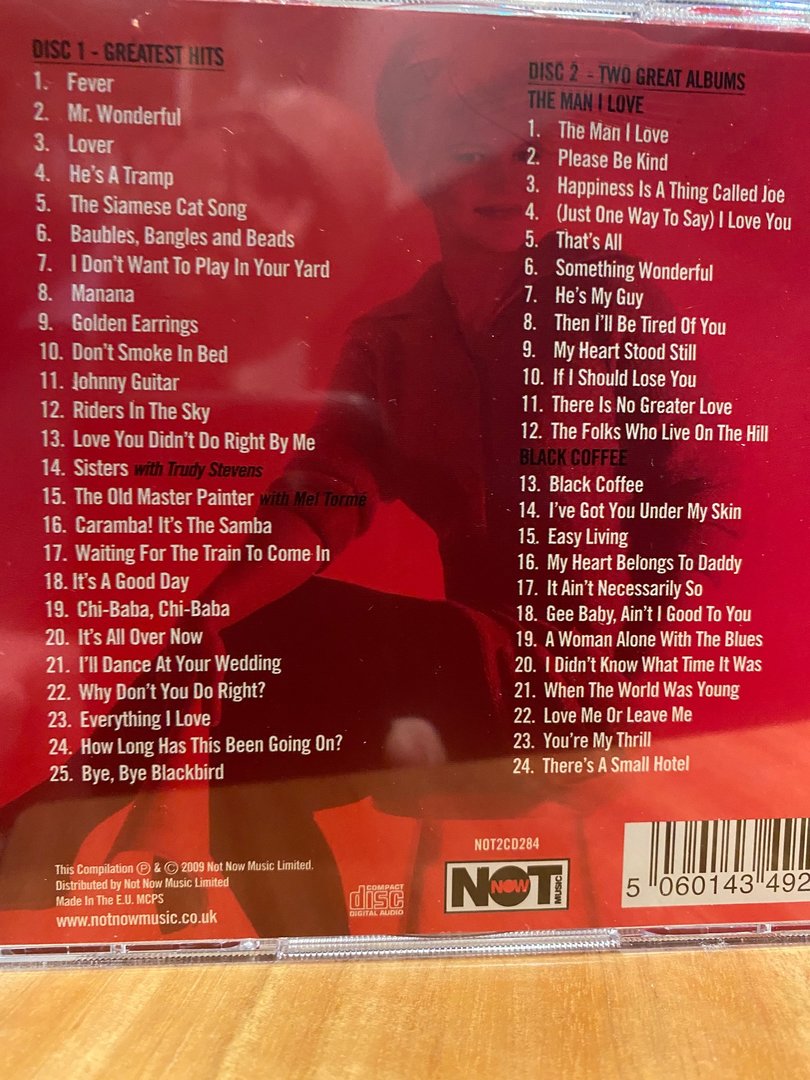 DISC 1 - GREATEST HITS
1. Fever
2. Mr. Wonderful
3. Lover
4. He's A Tramp
5. The Siamese Cat Song
6. Baubles, Bangles and Beads
7. I Don't Want To Play In Your Yard
8. Manana
9. Golden Earrings
10. Don't Smoke In Bed
11. Johnny Guitar
12. Riders In The Sky
13. Love You Didn't Do Right By Me
14. Sisters with Trudy Stevens
15. The Old Master Painter with Mel Tormé
16. Caramba! It's The Samba
17. Waiting For The Train To Come In
18. It's A Good Day
19. Chi-Baba, Chi-Baba
20. It's All Over Now
21. I'll Dance At Your Wedding
22. Why Don't You Do Right?
23. Everything I Love
24. How Long Has This Been Going On?
25. Bye, Bye Blackbird
DISC 2 - TWO GREAT ALBUMS
THE MAN I LOVE
1. The Man I Love
2. Please Be Kind
3. Happiness Is A Thing Called Joe
4. (Just One Way To Say) I Love You
5. That's All
6. Something Wonderful
7. He's My Guy
8. Then I'll Be Tired Of You
9. My Heart Stood Still
10. If I Should Lose You
11. There Is No Greater Love
12. The Folks Who Live On The Hill
BLACK COFFEE
13. Black Coffee
14. I've Got You Under My Skin
15. Easy Living
16. My Heart Belongs To Daddy
17. It Ain't Necessarily So
18. Gee Baby, Ain't I Good To You
19. A Woman Alone With The Blues
20. I Didn't Know What Time It Was
21. When The World Was Young
22. Love Me Or Leave Me
23. You're My Thrill
24. There's A Small Hotel
This Compilation ℗ & © 2009 Not Now Music Limited.
Distributed by Not Now Music Limited
Made In The E.U. MCPS
www.notnowmusic.co.uk
COMPACT
disc
DIGITAL AUDIO
NOT2CD284
NOT NOW MUSIC
5 060143 492